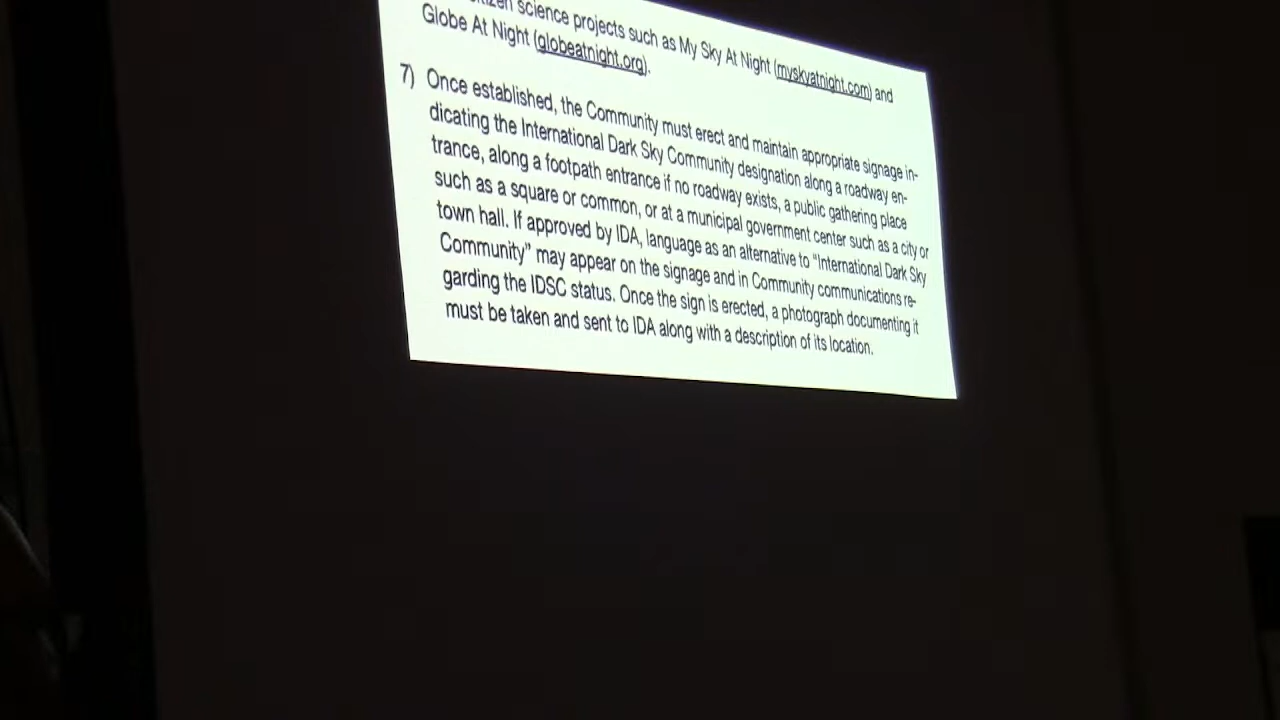 science projects such as My Sky At Night (myskyatnight.com) and
Globe At Night (globeatnight.org).
7) Once established, the Community must erect and maintain appropriate signage in-
dicating the International Dark Sky Community designation along a roadway en-
trance, along a footpath entrance if no roadway exists, a public gathering place
such as a square or common, or at a municipal government center such as a city or
town hall. If approved by IDA, language as an alternative to “International Dark Sky
Community” may appear on the signage and in Community communications re-
garding the IDSC status. Once the sign is erected, a photograph documenting it
must be taken and sent to IDA along with a description of its location.